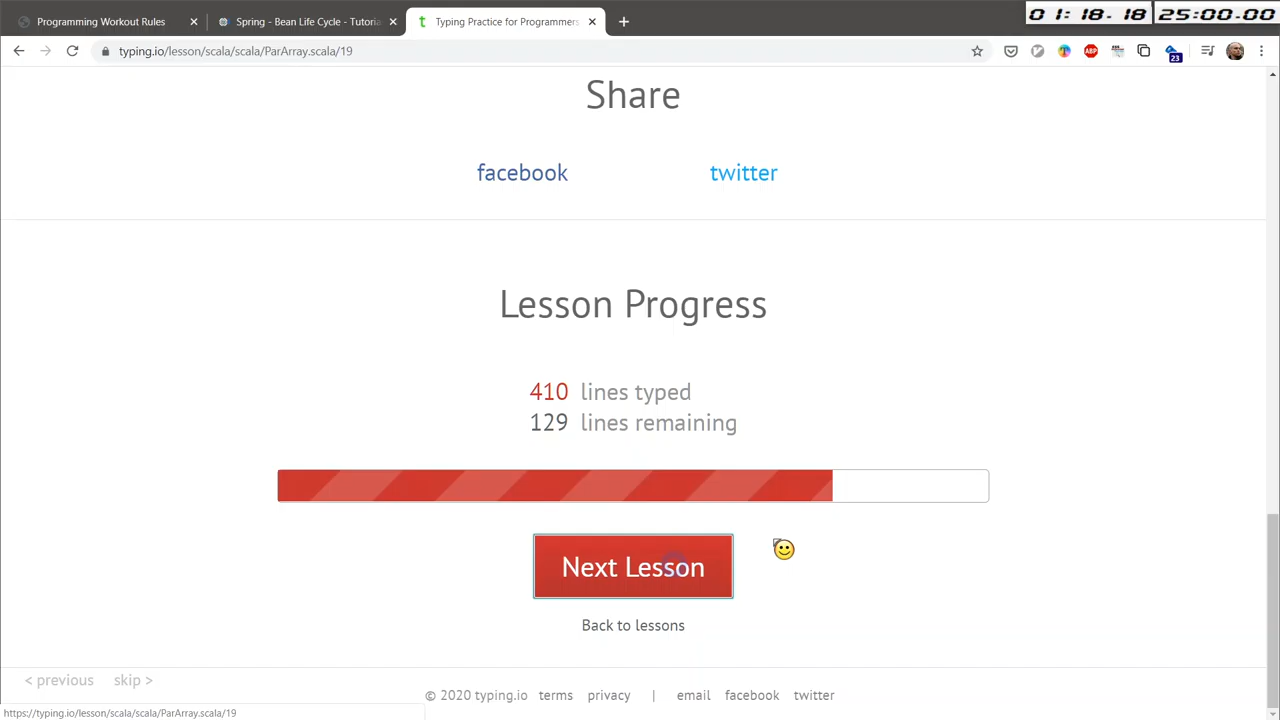 Programming Workout Rules
Spring - Bean Life Cycle - Tutoria
Typing Practice for Programmers
01:18.18
25:00.00
typing.io/lesson/scala/scala/ParArray.scala/19
ABP
23
Share
facebook
twitter
Lesson Progress
410 lines typed
129 lines remaining
Next Lesson
Back to lessons
< previous
skip >
© 2020 typing.io terms privacy | email facebook twitter
https://typing.io/lesson/scala/scala/ParArray.scala/19